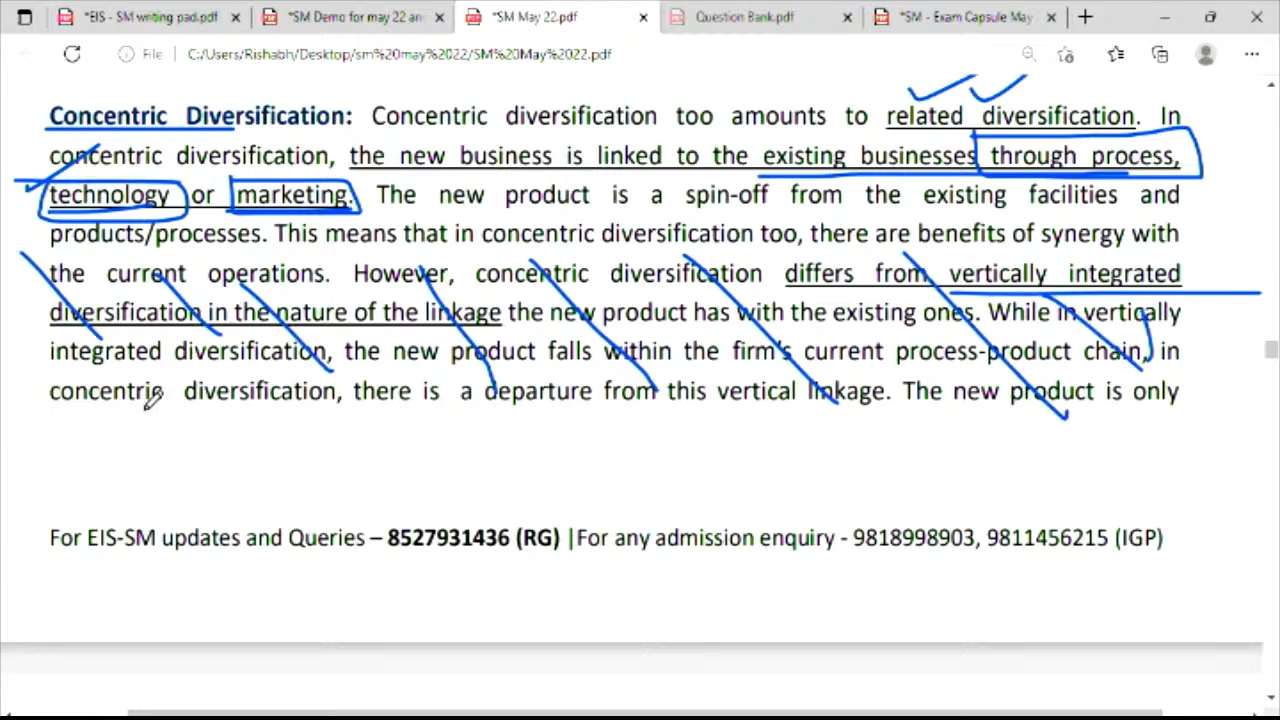 *EIS - SM writing pad.pdf
*SM Demo for may 22 an
*SM May 22.pdf
Question Bank.pdf
*SM - Exam Capsule May
File
C:/Users/Rishabh/Desktop/sm%20may%2022/SM%20May%2022.pdf
Concentric Diversification: Concentric diversification too amounts to related diversification. In
concentric diversification, the new business is linked to the existing businesses through process,
technology or marketing. The new product is a spin-off from the existing facilities and
products/processes. This means that in concentric diversification too, there are benefits of synergy with
the current operations. However, concentric diversification differs from vertically integrated
diversification in the nature of the linkage the new product has with the existing ones. While in vertically
integrated diversification, the new product falls within the firm's current process-product chain, in
concentric diversification, there is a departure from this vertical linkage. The new product is only
For EIS-SM updates and Queries – 8527931436 (RG) |For any admission enquiry - 9818998903, 9811456215 (IGP)